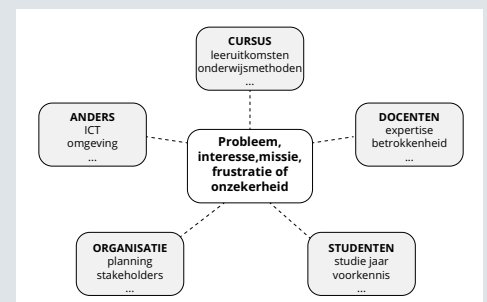 CURSUS
leeruitkomsten
onderwijsmethoden
...
ANDERS
ICT
omgeving
...
DOCENTEN
expertise
betrokkenheid
...
Probleem,
interesse,missie,
frustratie of
onzekerheid
ORGANISATIE
planning
stakeholders
...
STUDENTEN
studie jaar
voorkennis
...